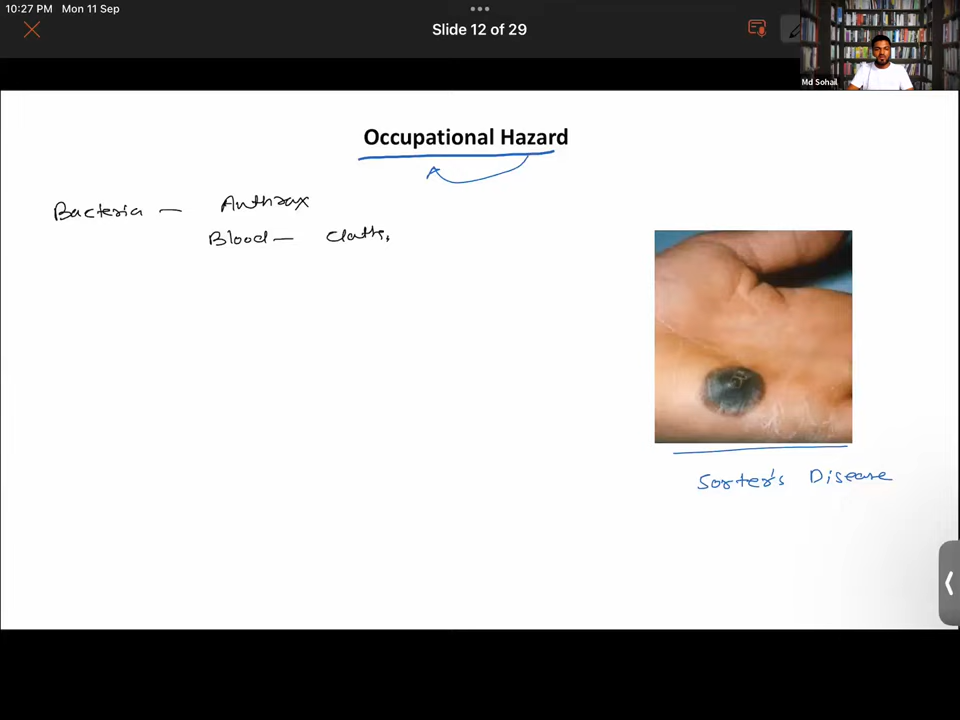 10:27 PM Mon 11 Sep
Slide 12 of 29
Md Sohail
Occupational Hazard
Bacteria — Anthrax
Blood —
Sorter's Disease